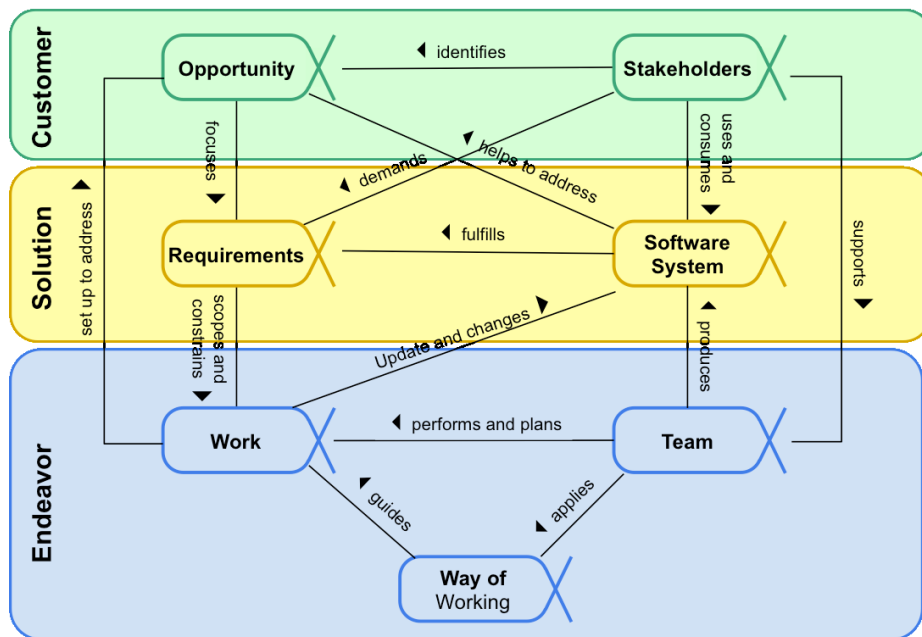 Customer
Opportunity
identifies
Stakeholders
focuses
demands
helps to address
uses and
consumes
Solution
set up to address
Requirements
fulfills
Software
System
supports
scopes and
constrains
Update and changes
produces
Endeavor
Work
performs and plans
Team
guides
applies
Way of
Working